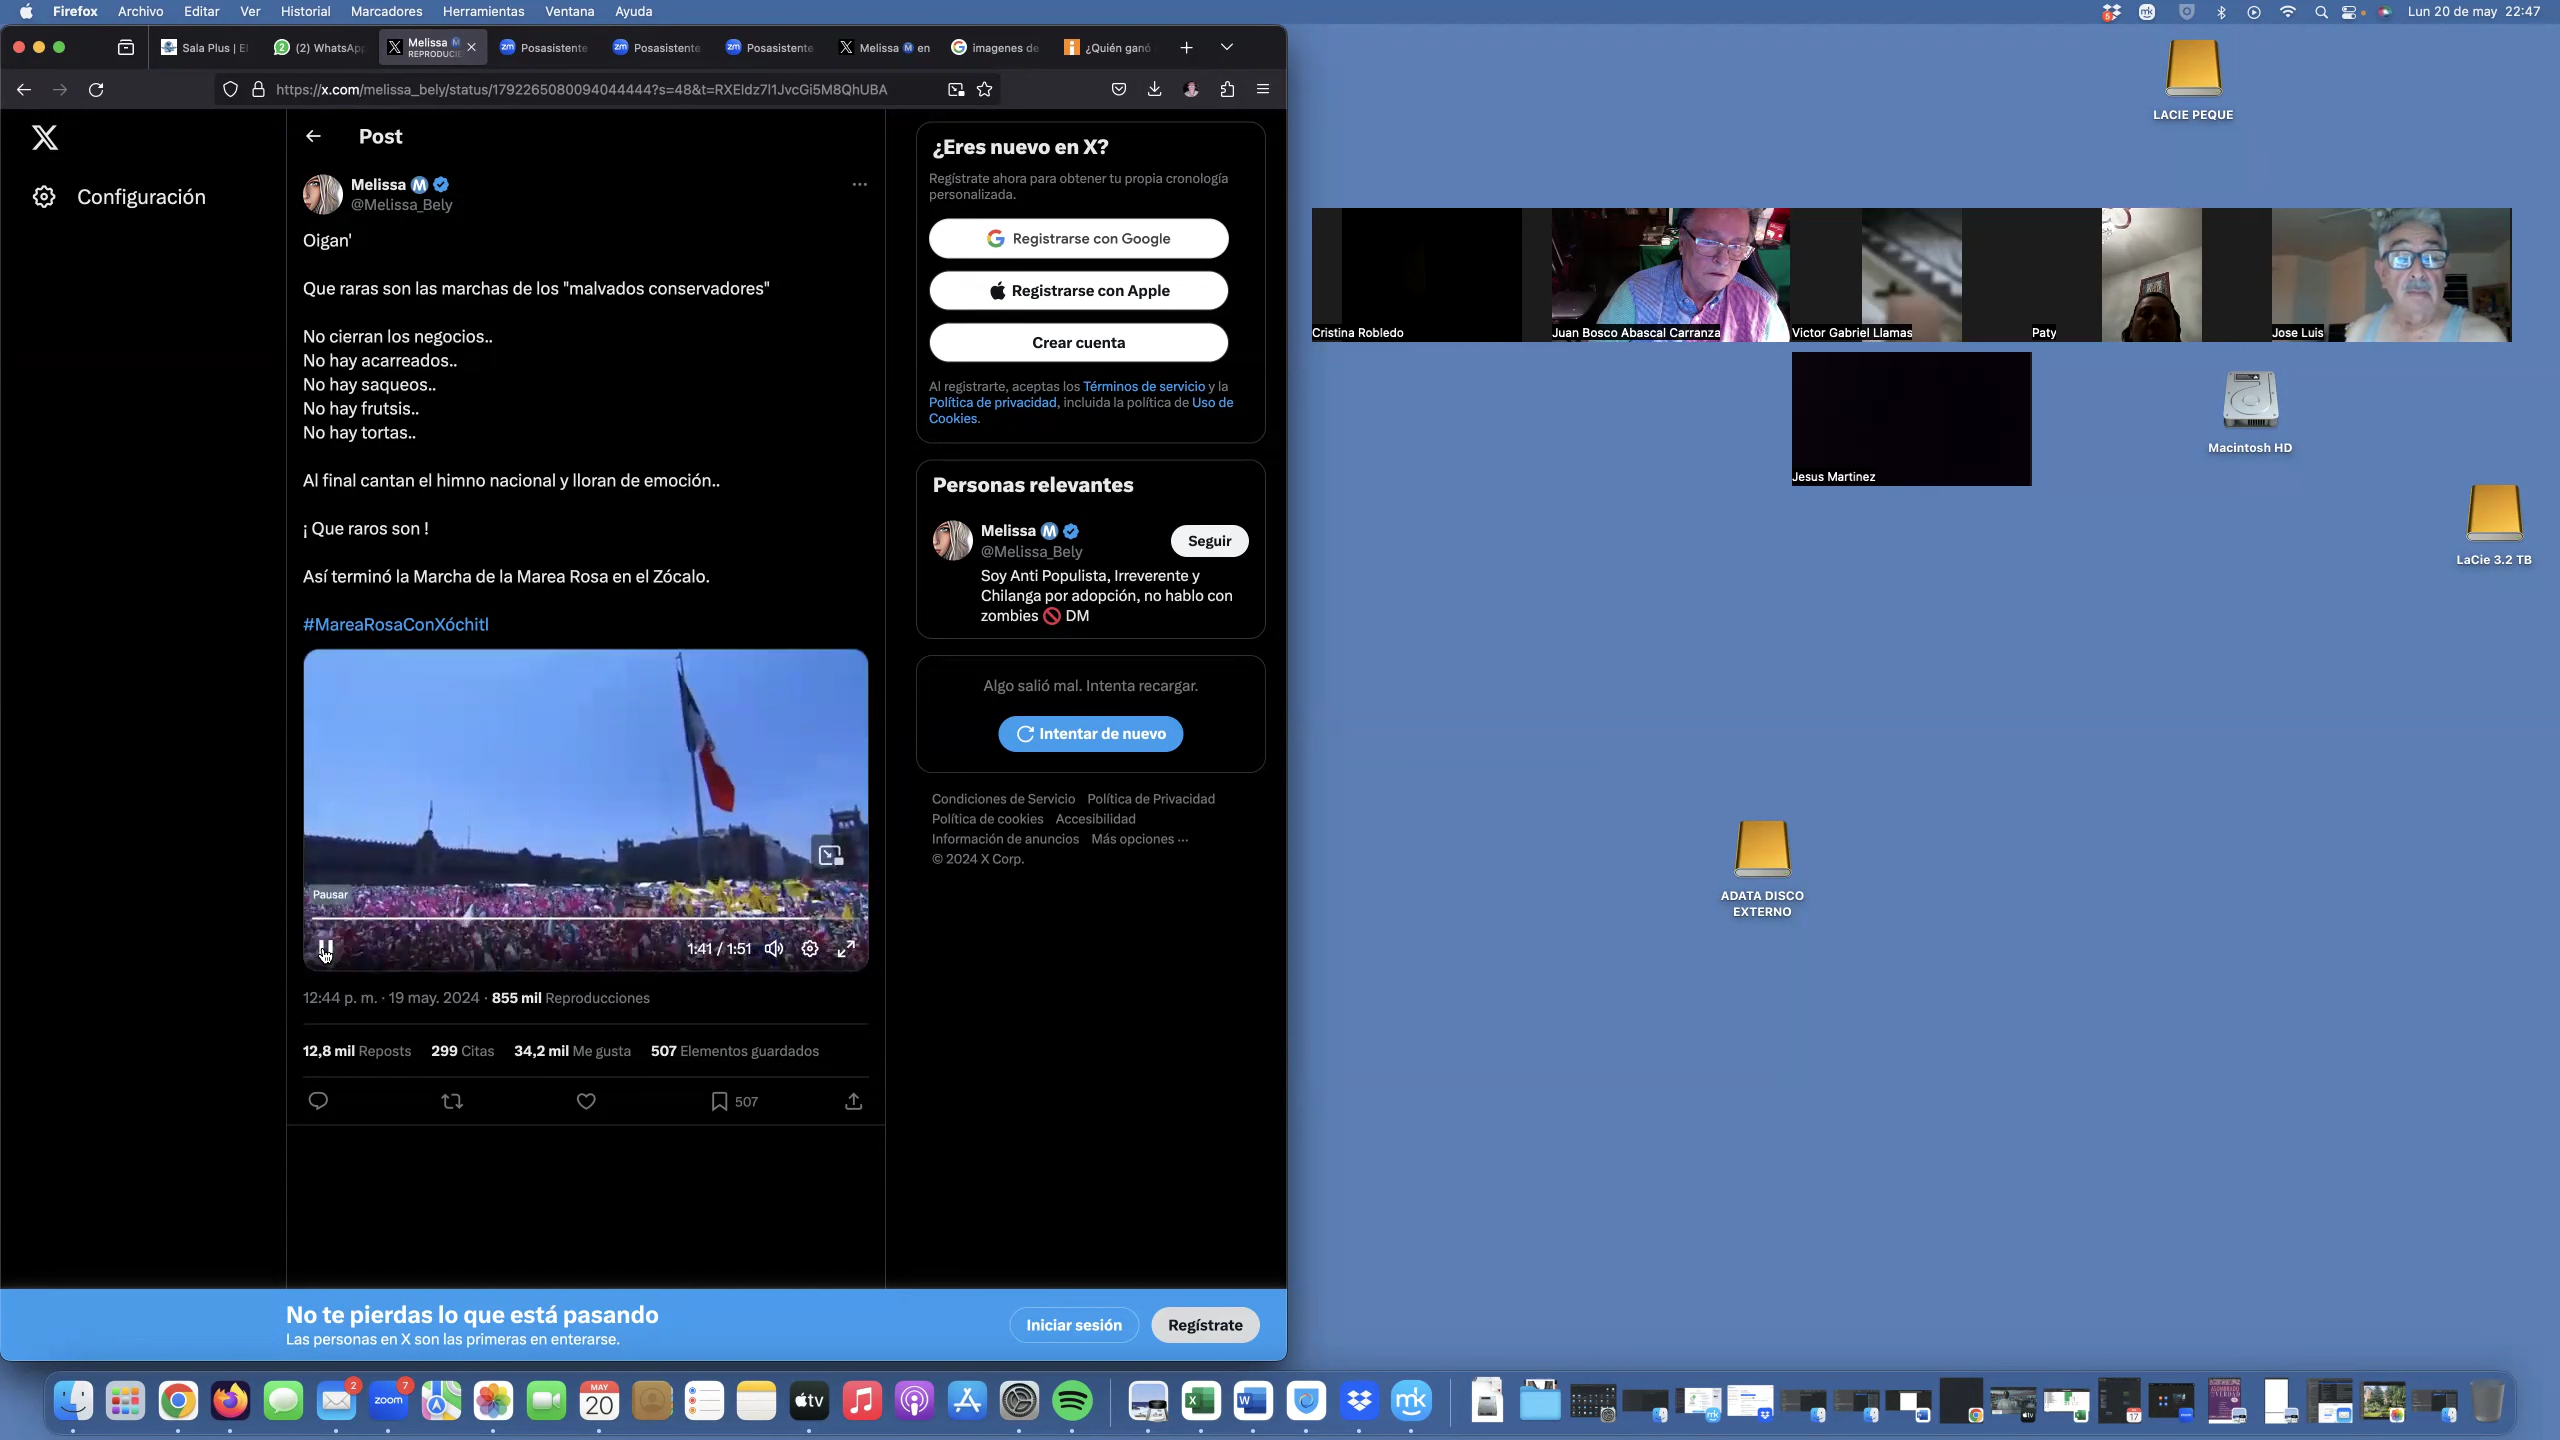 Firefox Archivo Editar Ver Historial Marcadores Herramientas Ventana Ayuda
Lun 20 de may 22:47
Sala Plus | El
(2) WhatsApp
Melissa
REPRODUCIE
Posasistente
Posasistente
Posasistente
Melissa M en
imagenes de
¿Quién ganó
https://x.com/melissa_bely/status/1792265080094044444?s=48&t=RXEldz7I1JvcGi5M8QhUBA
Configuración
Post
Melissa M
@Melissa_Bely
Oigan'
Que raras son las marchas de los "malvados conservadores"
No cierran los negocios..
No hay acarreados..
No hay saqueos..
No hay frutsis..
No hay tortas..
Al final cantan el himno nacional y lloran de emoción..
¡ Que raros son !
Así terminó la Marcha de la Marea Rosa en el Zócalo.
#MareaRosaConXóchitl
Pausar
1:41 / 1:51
12:44 p. m. · 19 may. 2024 · 855 mil Reproducciones
12,8 mil Reposts 299 Citas 34,2 mil Me gusta 507 Elementos guardados
507
¿Eres nuevo en X?
Regístrate ahora para obtener tu propia cronología
personalizada.
Registrarse con Google
Registrarse con Apple
Crear cuenta
Al registrarte, aceptas los Términos de servicio y la
Política de privacidad, incluida la política de Uso de
Cookies.
Personas relevantes
Melissa M
@Melissa_Bely
Seguir
Soy Anti Populista, Irreverente y
Chilanga por adopción, no hablo con
zombies 🚫 DM
Algo salió mal. Intenta recargar.
Intentar de nuevo
Condiciones de Servicio Política de Privacidad
Política de cookies Accesibilidad
Información de anuncios Más opciones ···
© 2024 X Corp.
No te pierdas lo que está pasando
Las personas en X son las primeras en enterarse.
Iniciar sesión
Regístrate
LACIE PEQUE
Cristina Robledo
Juan Bosco Abascal Carranza
Victor Gabriel Llamas
Paty
Jose Luis
Jesus Martinez
Macintosh HD
LaCie 3.2 TB
ADATA DISCO
EXTERNO
2
zoom
7
MAY
20
tv
mk
17